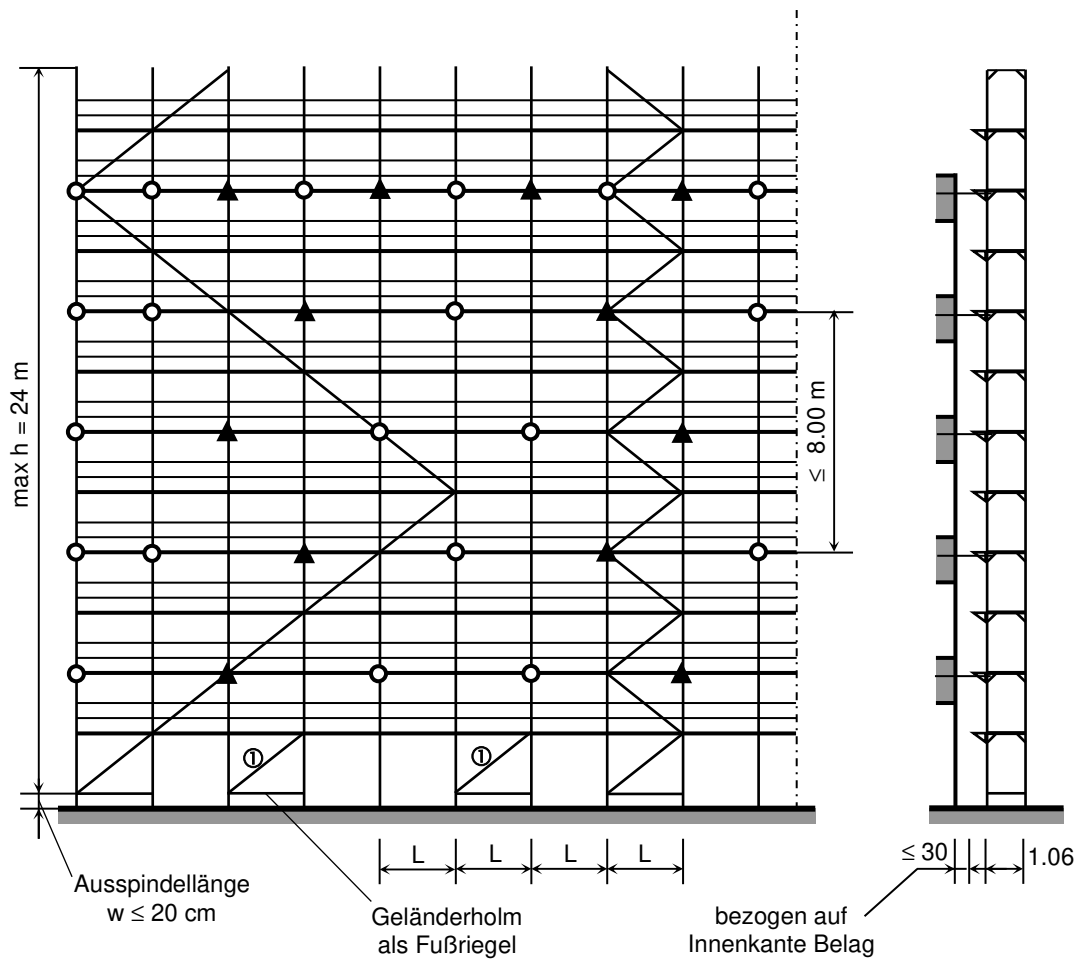 max h = 24 m
≤ 8.00 m
①
①
L
L
L
L
≤ 30
1.06
Ausspindellänge
w ≤ 20 cm
Geländerholm
als Fußriegel
bezogen auf
Innenkante Belag